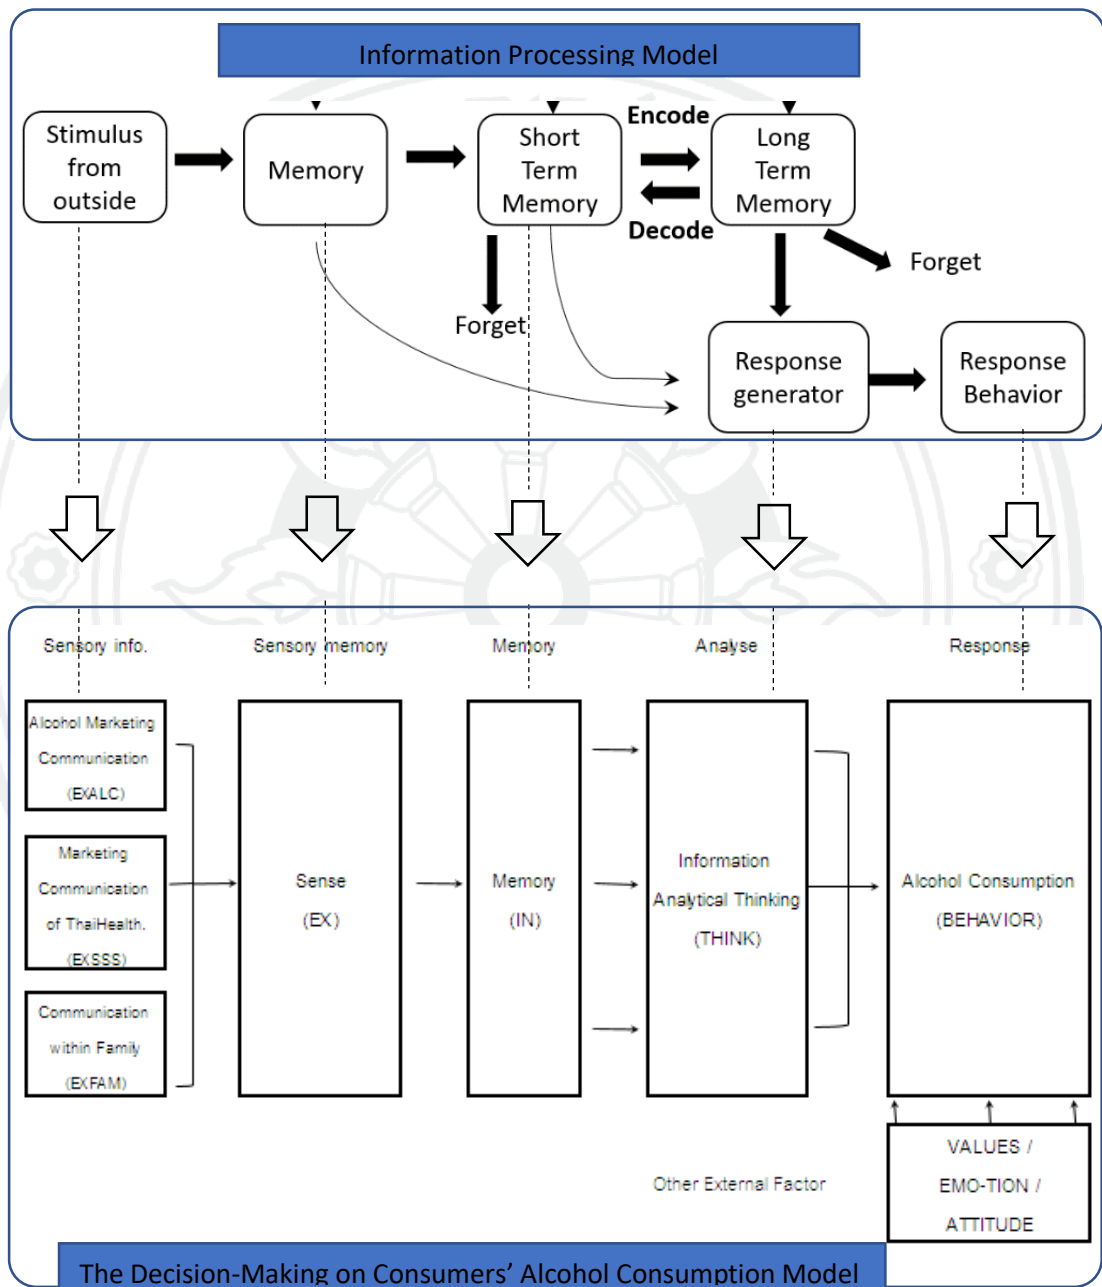 Information Processing Model
Stimulus
from
outside
Memory
Short
Term
Memory
Encode
Decode
Long
Term
Memory
Forget
Forget
Response
generator
Response
Behavior
Sensory info.
Sensory memory
Memory
Analyse
Response
Alcohol Marketing
Communication
(EXALC)
Marketing
Communication
of ThaiHealth.
(EXSSS)
Communication
within Family
(EXFAM)
Sense
(EX)
Memory
(IN)
Information
Analytical Thinking
(THINK)
Alcohol Consumption
(BEHAVIOR)
Other External Factor
VALUES /
EMO-TION /
ATTITUDE
The Decision-Making on Consumers’ Alcohol Consumption Model